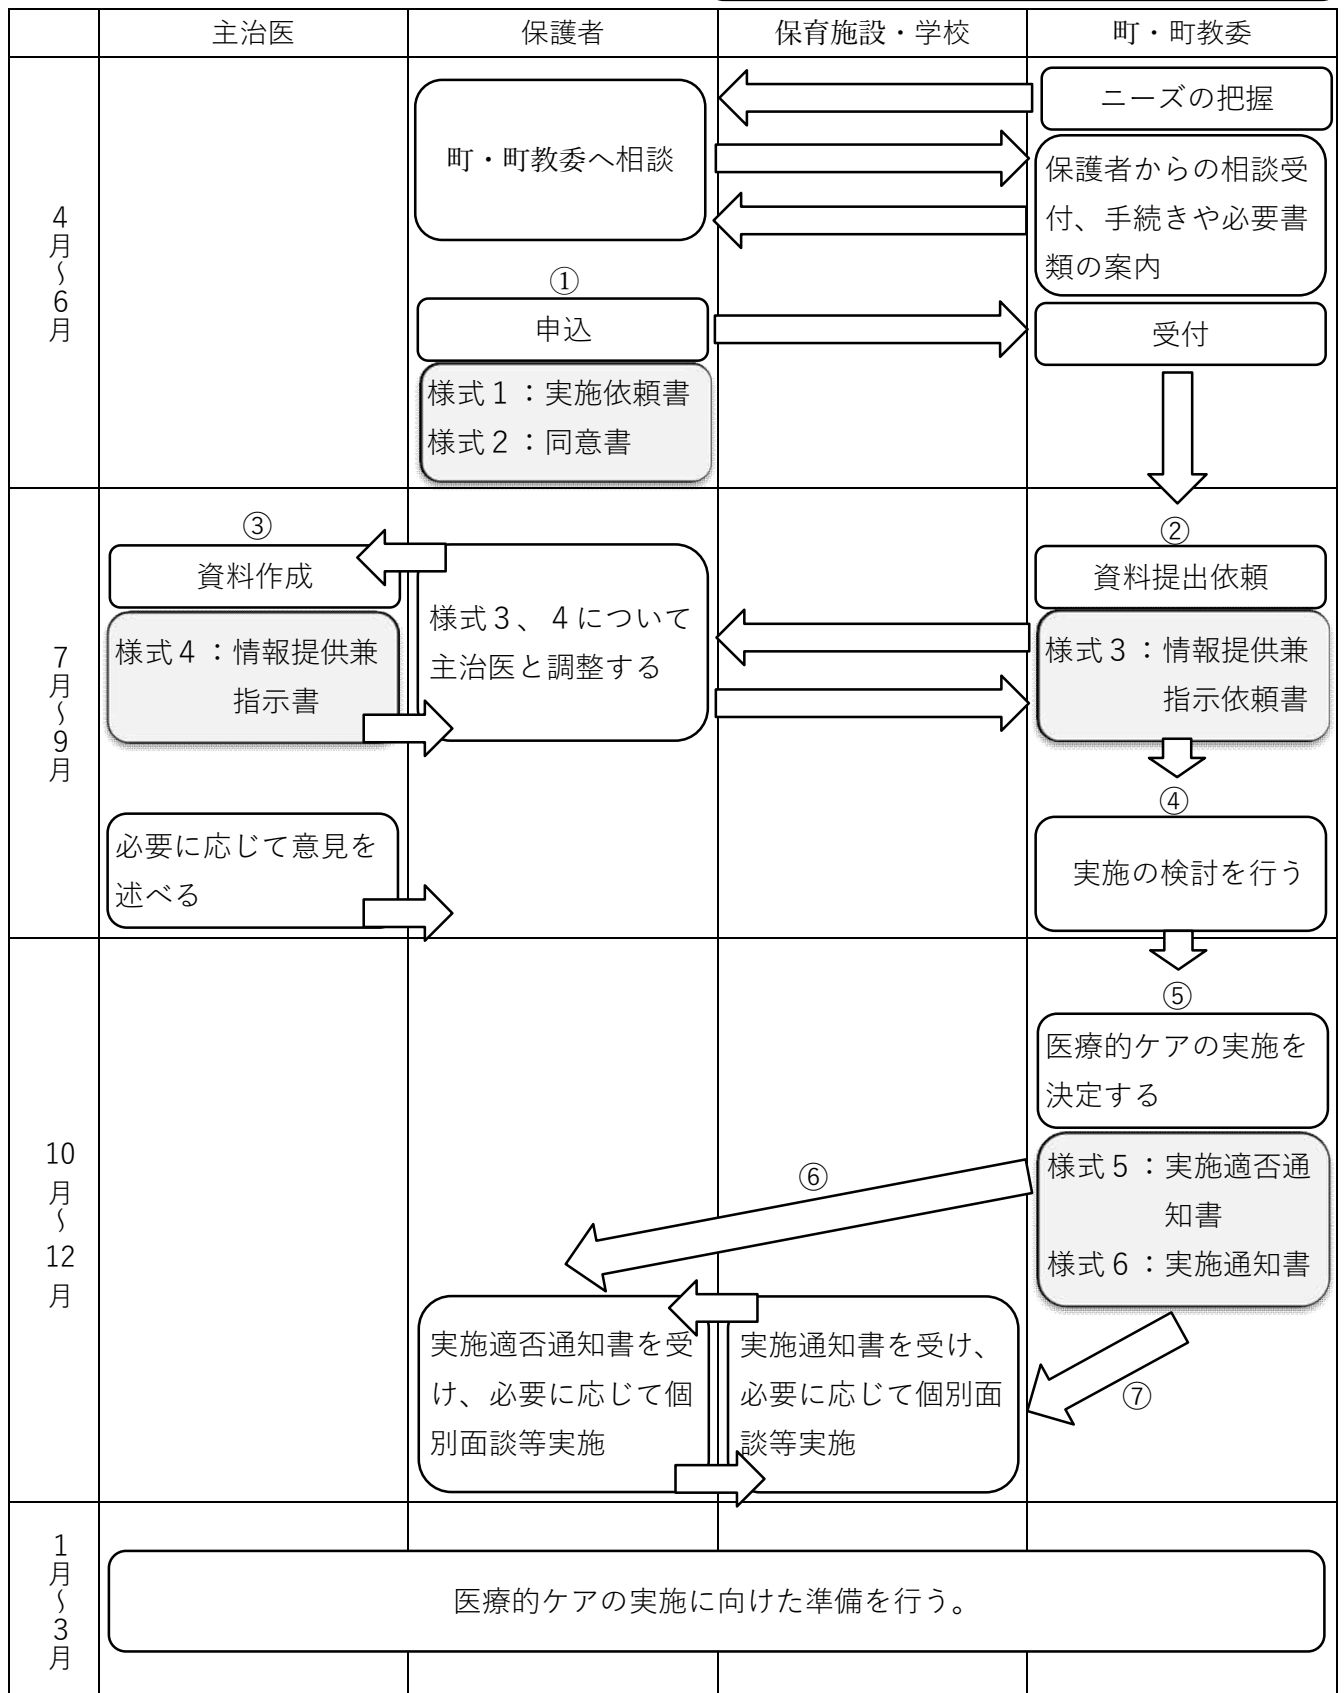 主治医
保護者
保育施設・学校
町・町教委
4月～6月
町・町教委へ相談
ニーズの把握
保護者からの相談受
付、手続きや必要書
類の案内
①
申込
様式１：実施依頼書
様式２：同意書
受付
7月～9月
③
資料作成
様式４：情報提供兼
指示書
様式３、４について
主治医と調整する
②
資料提出依頼
様式３：情報提供兼
指示依頼書
必要に応じて意見を
述べる
④
実施の検討を行う
10月～12月
⑤
医療的ケアの実施を
決定する
様式５：実施適否通
知書
様式６：実施通知書
⑥
実施適否通知書を受
け、必要に応じて個
別面談等実施
実施通知書を受け、
必要に応じて個別面
談等実施
⑦
1月～3月
医療的ケアの実施に向けた準備を行う。